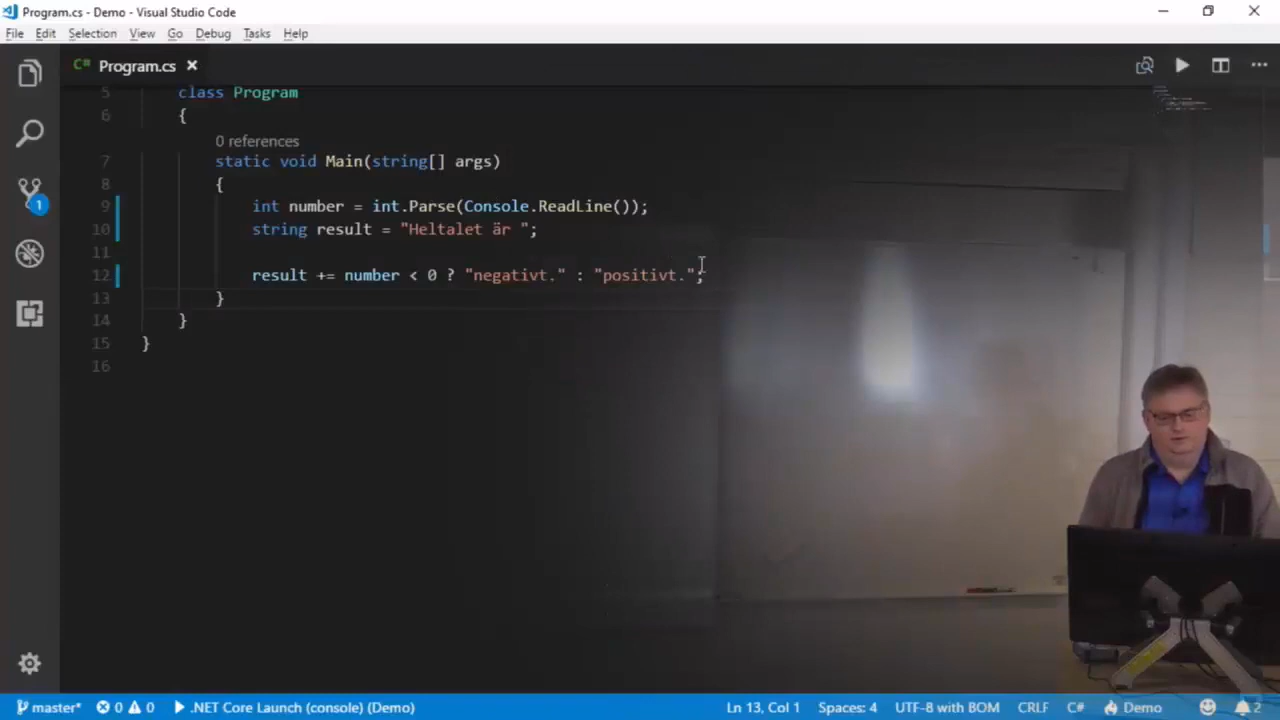 Program.cs - Demo - Visual Studio Code
File Edit Selection View Go Debug Tasks Help
C# Program.cs
5 class Program
6 {
0 references
7 static void Main(string[] args)
8 {
9 int number = int.Parse(Console.ReadLine());
10 string result = "Heltalet är ";
11
12 result += number < 0 ? "negativt." : "positivt.";
13 }
14 }
15 }
16
1
master* 0 0 .NET Core Launch (console) (Demo) Ln 13, Col 1 Spaces: 4 UTF-8 with BOM CRLF C# Demo 2